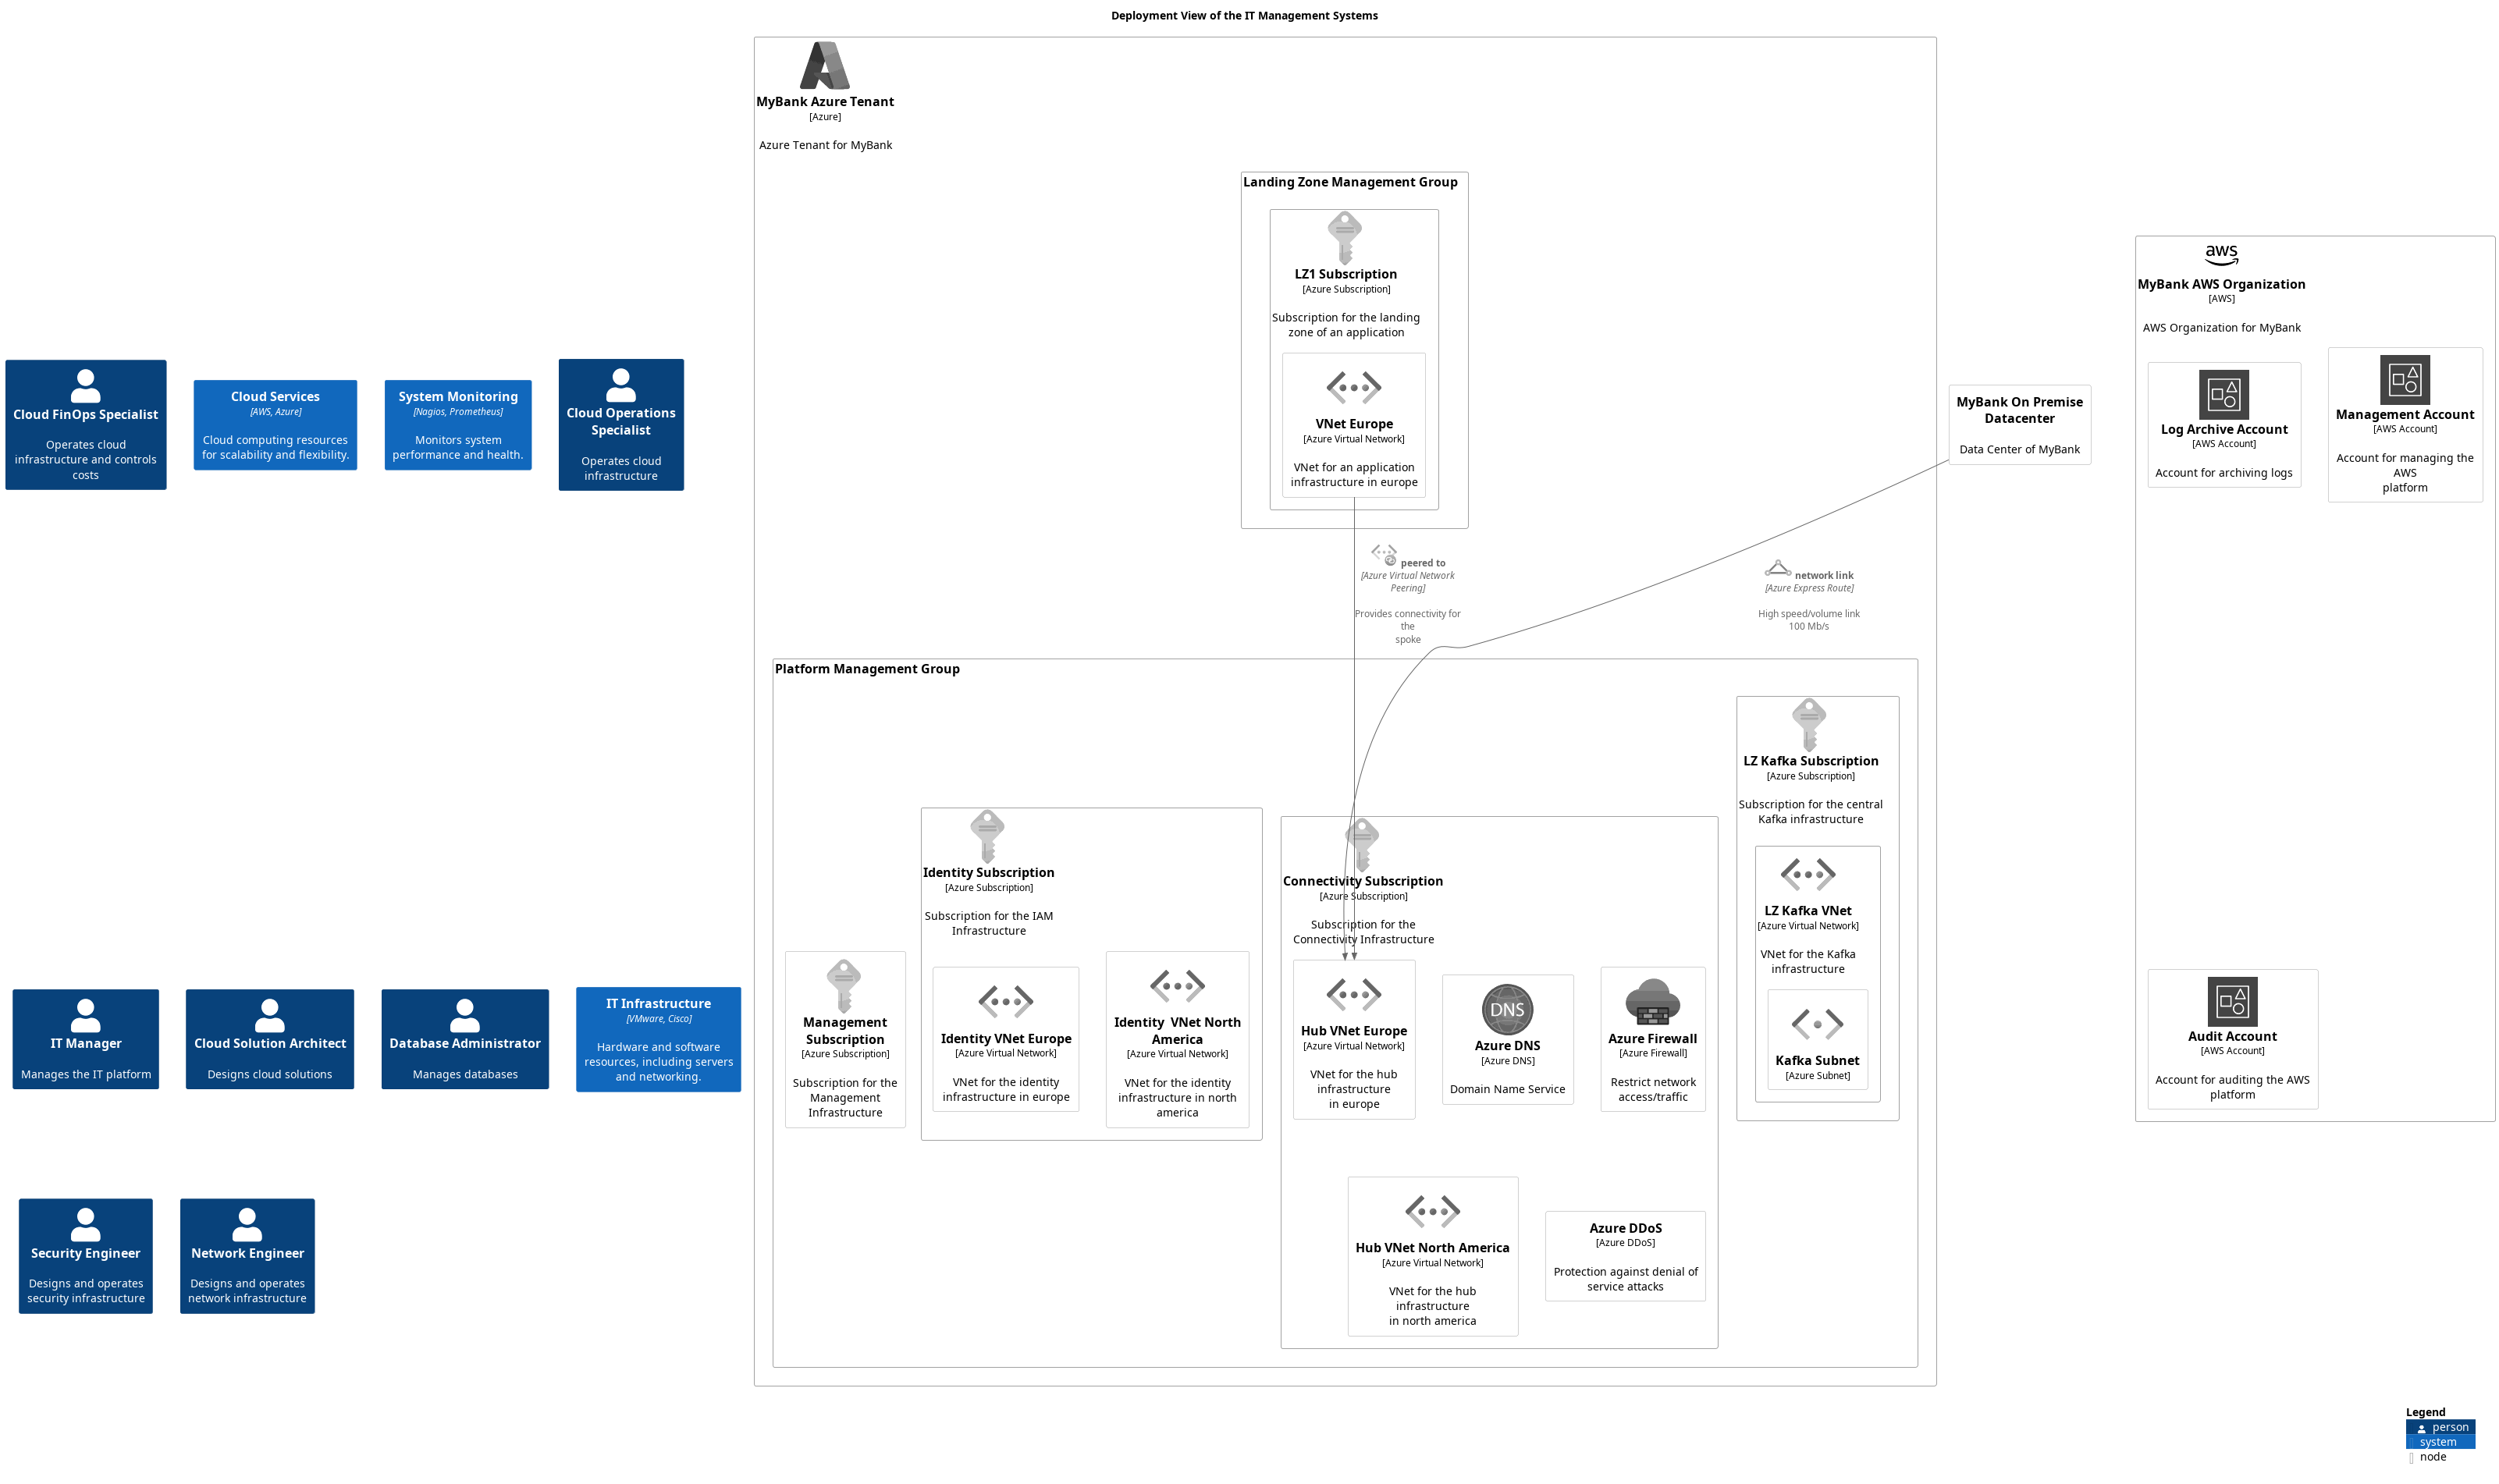 Deployment View of the IT Management Systems
MyBank Azure Tenant
[Azure]
Azure Tenant for MyBank
Landing Zone Management Group
LZ1 Subscription
[Azure Subscription]
Subscription for the landing
zone of an application
VNet Europe
[Azure Virtual Network]
VNet for an application
infrastructure in europe
aws
MyBank AWS Organization
[AWS]
AWS Organization for MyBank
Log Archive Account
[AWS Account]
Account for archiving logs
Management Account
[AWS Account]
Account for managing the
AWS
platform
MyBank On Premise
Datacenter
Data Center of MyBank
Cloud FinOps Specialist
Operates cloud
infrastructure and controls
costs
Cloud Services
[AWS, Azure]
Cloud computing resources
for scalability and flexibility.
System Monitoring
[Nagios, Prometheus]
Monitors system
performance and health.
Cloud Operations
Specialist
Operates cloud
infrastructure
peered to
[Azure Virtual Network
Peering]
Provides connectivity for
the
spoke
network link
[Azure Express Route]
High speed/volume link
100 Mb/s
Platform Management Group
LZ Kafka Subscription
[Azure Subscription]
Subscription for the central
Kafka infrastructure
LZ Kafka VNet
[Azure Virtual Network]
VNet for the Kafka
infrastructure
Kafka Subnet
[Azure Subnet]
Identity Subscription
[Azure Subscription]
Subscription for the IAM
Infrastructure
Connectivity Subscription
[Azure Subscription]
Subscription for the
Connectivity Infrastructure
Management
Subscription
[Azure Subscription]
Subscription for the
Management
Infrastructure
Identity VNet Europe
[Azure Virtual Network]
VNet for the identity
infrastructure in europe
Identity  VNet North
America
[Azure Virtual Network]
VNet for the identity
infrastructure in north
america
Hub VNet Europe
[Azure Virtual Network]
VNet for the hub
infrastructure
in europe
DNS
Azure DNS
[Azure DNS]
Domain Name Service
Azure Firewall
[Azure Firewall]
Restrict network
access/traffic
Hub VNet North America
[Azure Virtual Network]
VNet for the hub
infrastructure
in north america
Azure DDoS
[Azure DDoS]
Protection against denial of
service attacks
Audit Account
[AWS Account]
Account for auditing the AWS
platform
IT Manager
Manages the IT platform
Cloud Solution Architect
Designs cloud solutions
Database Administrator
Manages databases
IT Infrastructure
[VMware, Cisco]
Hardware and software
resources, including servers
and networking.
Security Engineer
Designs and operates
security infrastructure
Network Engineer
Designs and operates
network infrastructure
Legend
person
system
node